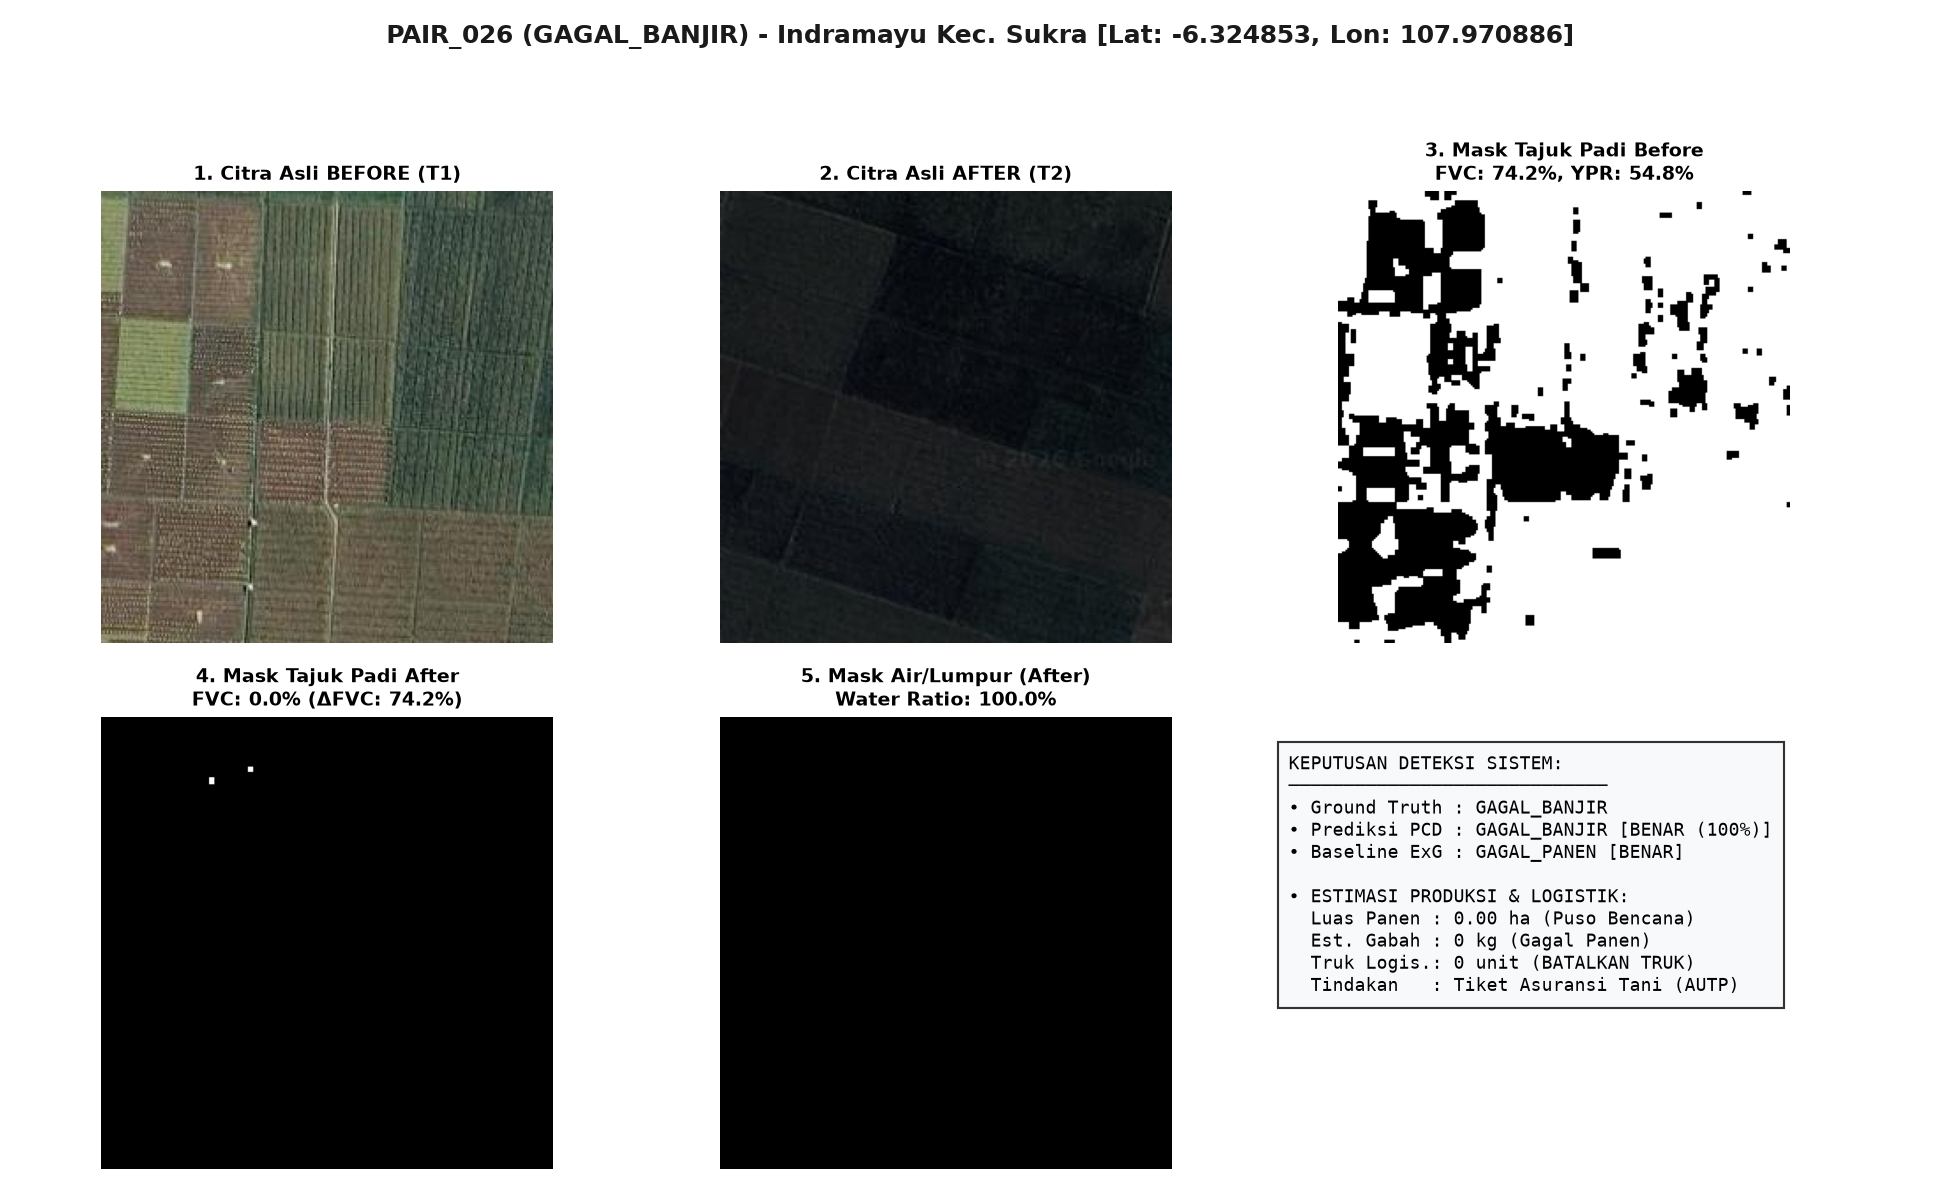 PAIR_026 (GAGAL_BANJIR) - Indramayu Kec. Sukra [Lat: -6.324853, Lon: 107.970886]
1. Citra Asli BEFORE (T1)
2. Citra Asli AFTER (T2)
3. Mask Tajuk Padi Before
FVC: 74.2%, YPR: 54.8%
4. Mask Tajuk Padi After
FVC: 0.0% (ΔFVC: 74.2%)
5. Mask Air/Lumpur (After)
Water Ratio: 100.0%
KEPUTUSAN DETEKSI SISTEM:
• Ground Truth : GAGAL_BANJIR
• Prediksi PCD : GAGAL_BANJIR [BENAR (100%)]
• Baseline ExG : GAGAL_PANEN [BENAR]
• ESTIMASI PRODUKSI & LOGISTIK:
Luas Panen : 0.00 ha (Puso Bencana)
Est. Gabah : 0 kg (Gagal Panen)
Truk Logis.: 0 unit (BATALKAN TRUK)
Tindakan   : Tiket Asuransi Tani (AUTP)